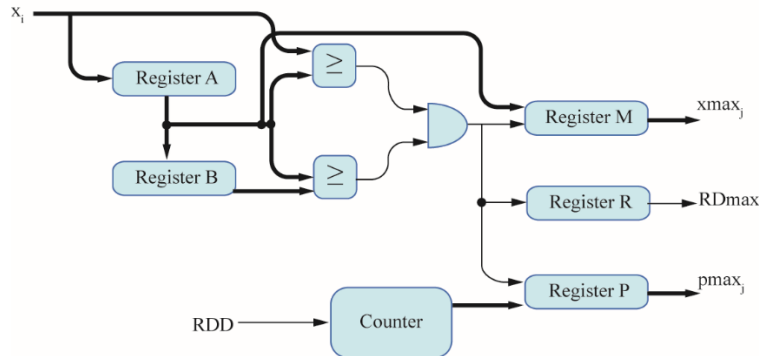 x_i
Register A
≥
Register M
xmax_j
Register B
≥
Register R
RDmax
Register P
pmax_j
RDD
Counter